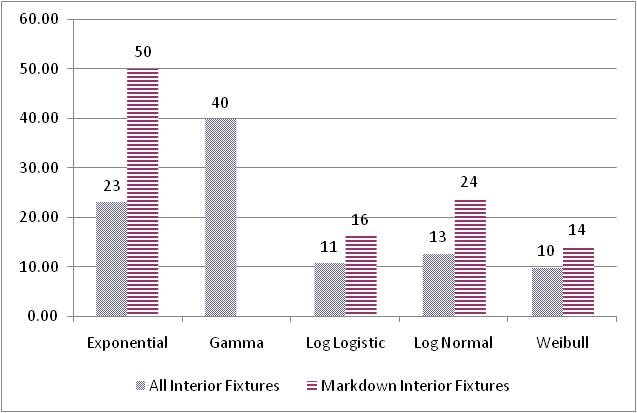 60.00
50.00
40.00
30.00
20.00
10.00
0.00
23
50
40
11
16
13
24
10
14
Exponential
Gamma
Log Logistic
Log Normal
Weibull
All Interior Fixtures
Markdown Interior Fixtures